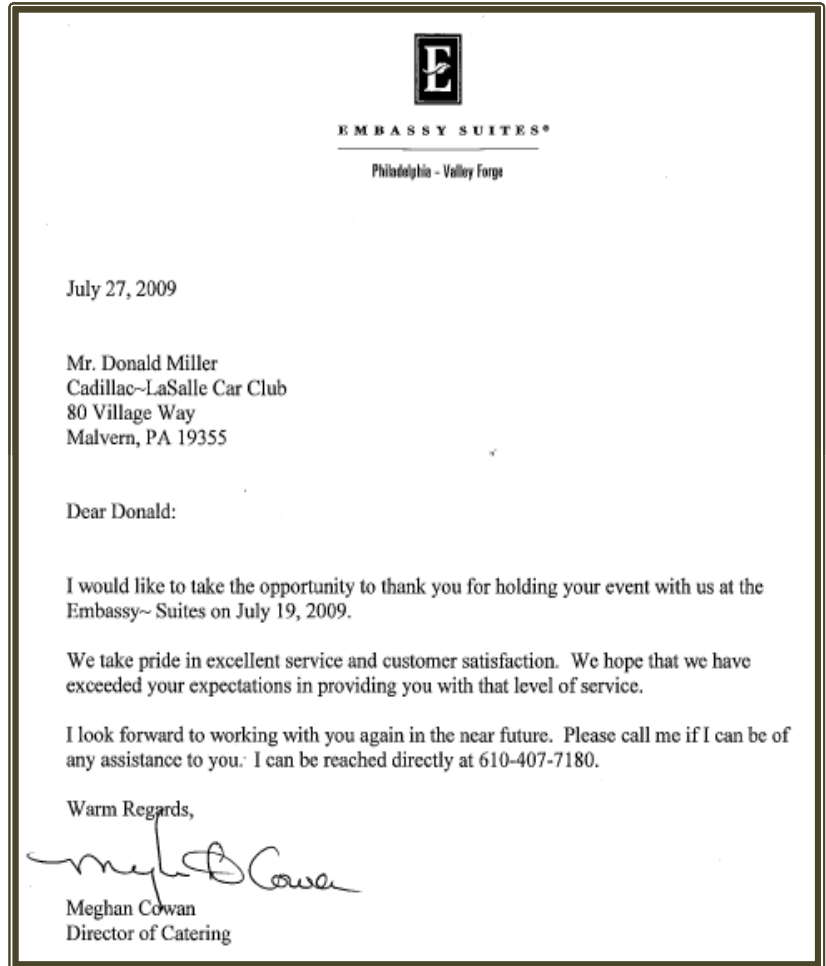 E
EMBASSY SUITES®
Philadelphia - Valley Forge
July 27, 2009
Mr. Donald Miller
Cadillac~LaSalle Car Club
80 Village Way
Malvern, PA 19355
Dear Donald:
I would like to take the opportunity to thank you for holding your event with us at the
Embassy~ Suites on July 19, 2009.
We take pride in excellent service and customer satisfaction.  We hope that we have
exceeded your expectations in providing you with that level of service.
I look forward to working with you again in the near future.  Please call me if I can be of
any assistance to you.  I can be reached directly at 610-407-7180.
Warm Regards,
Cowan
Meghan Cowan
Director of Catering